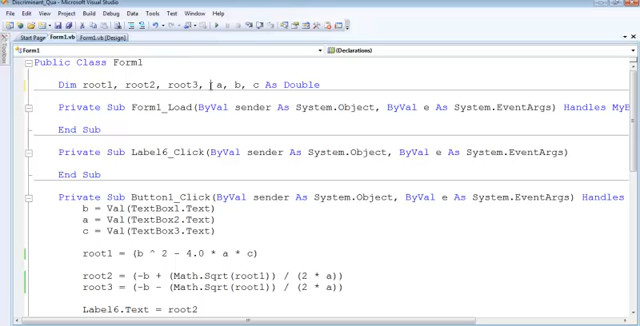 Discriminant_Qua - Microsoft Visual Studio
File Edit View Project Build Debug Data Tools Test Window Help
Start Page Form1.vb Form1.vb [Design]
Toolbox
Form1 (Declarations)
Public Class Form1
Dim root1, root2, root3, a, b, c As Double
Private Sub Form1_Load(ByVal sender As System.Object, ByVal e As System.EventArgs) Handles MyB
End Sub
Private Sub Label6_Click(ByVal sender As System.Object, ByVal e As System.EventArgs)
End Sub
Private Sub Button1_Click(ByVal sender As System.Object, ByVal e As System.EventArgs) Handles
b = Val(TextBox1.Text)
a = Val(TextBox2.Text)
c = Val(TextBox3.Text)
root1 = (b ^ 2 - 4.0 * a * c)
root2 = (-b + (Math.Sqrt(root1)) / (2 * a))
root3 = (-b - (Math.Sqrt(root1)) / (2 * a))
Label6.Text = root2